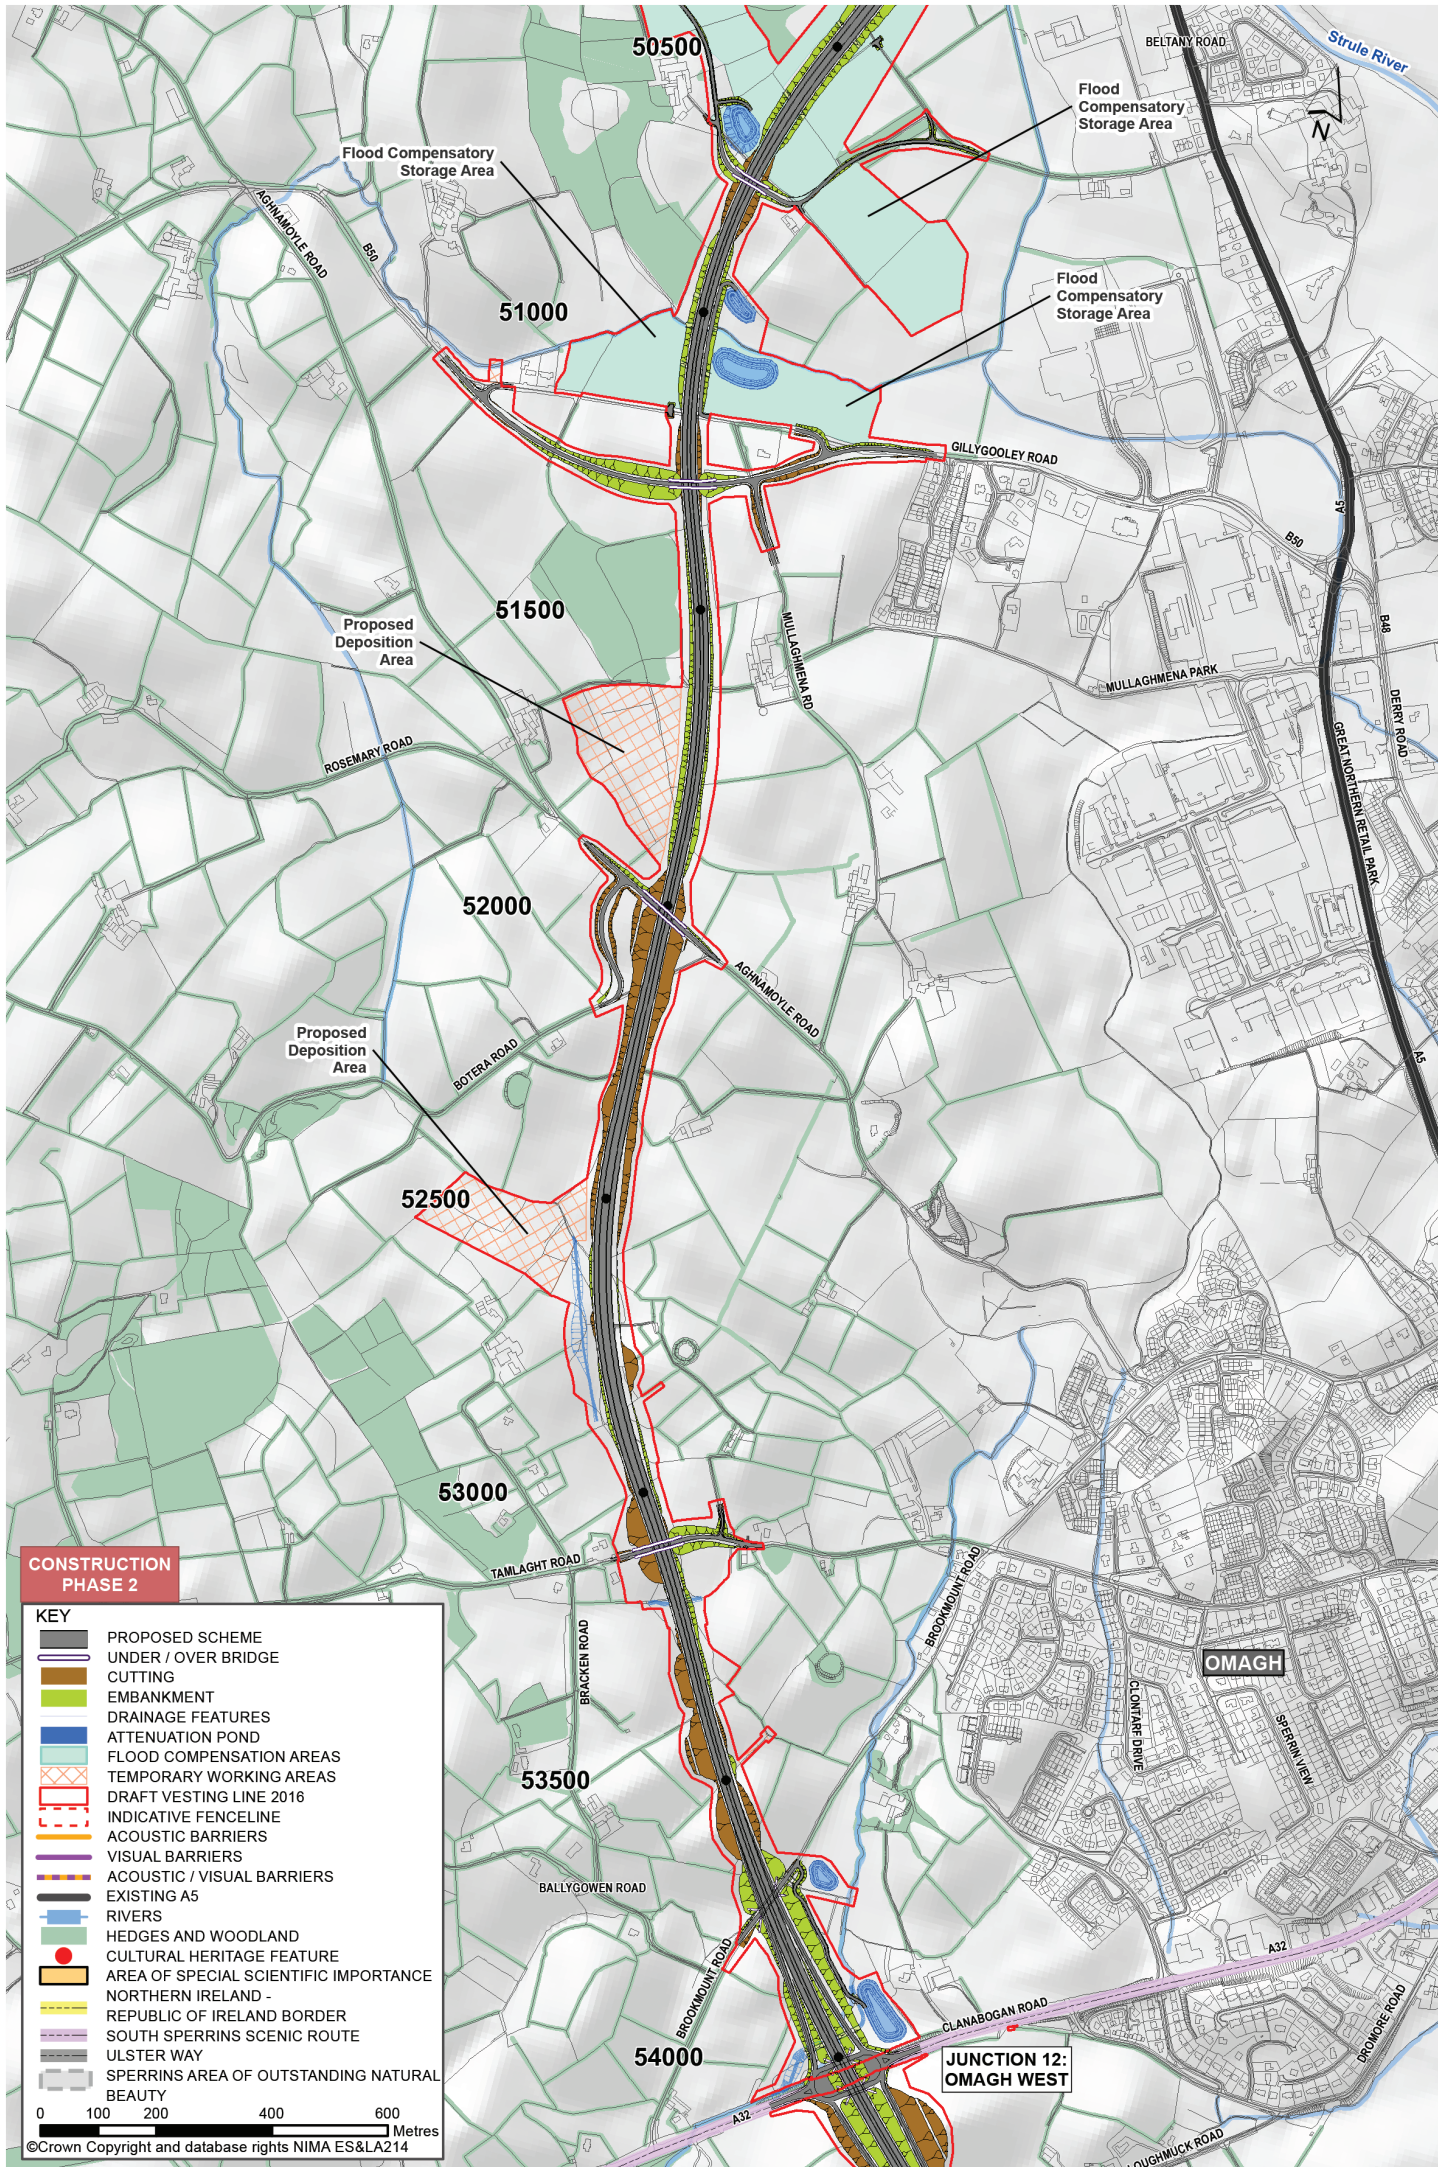 50500
BELTANY ROAD
Strule River
Flood
Compensatory
Storage Area
N
Flood Compensatory
Storage Area
AGHNAMOYLE ROAD
B50
Flood
Compensatory
Storage Area
51000
GILLYGOOLEY ROAD
A5
B50
51500
Proposed
Deposition
Area
MULLAGHMENA RD
B48
MULLAGHMENA PARK
DERRY ROAD
ROSEMARY ROAD
GREAT NORTHERN RETAIL PARK
52000
AGHNAMOYLE ROAD
Proposed
Deposition
Area
BOTERA ROAD
A5
52500
53000
TAMLAGHT ROAD
BROOKMOUNT ROAD
BRACKEN ROAD
OMAGH
CLONTARF DRIVE
SPERRIN VIEW
53500
BALLYGOWEN ROAD
BROOKMOUNT ROAD
A32
CLANABOGAN ROAD
DROMORE ROAD
54000
JUNCTION 12:
OMAGH WEST
A32
LOUGHMUCK ROAD
CONSTRUCTION
PHASE 2
KEY
PROPOSED SCHEME
UNDER / OVER BRIDGE
CUTTING
EMBANKMENT
DRAINAGE FEATURES
ATTENUATION POND
FLOOD COMPENSATION AREAS
TEMPORARY WORKING AREAS
DRAFT VESTING LINE 2016
INDICATIVE FENCELINE
ACOUSTIC BARRIERS
VISUAL BARRIERS
ACOUSTIC / VISUAL BARRIERS
EXISTING A5
RIVERS
HEDGES AND WOODLAND
CULTURAL HERITAGE FEATURE
AREA OF SPECIAL SCIENTIFIC IMPORTANCE
NORTHERN IRELAND -
REPUBLIC OF IRELAND BORDER
SOUTH SPERRINS SCENIC ROUTE
ULSTER WAY
SPERRINS AREA OF OUTSTANDING NATURAL
BEAUTY
0 100 200 400 600
Metres
©Crown Copyright and database rights NIMA ES&LA214